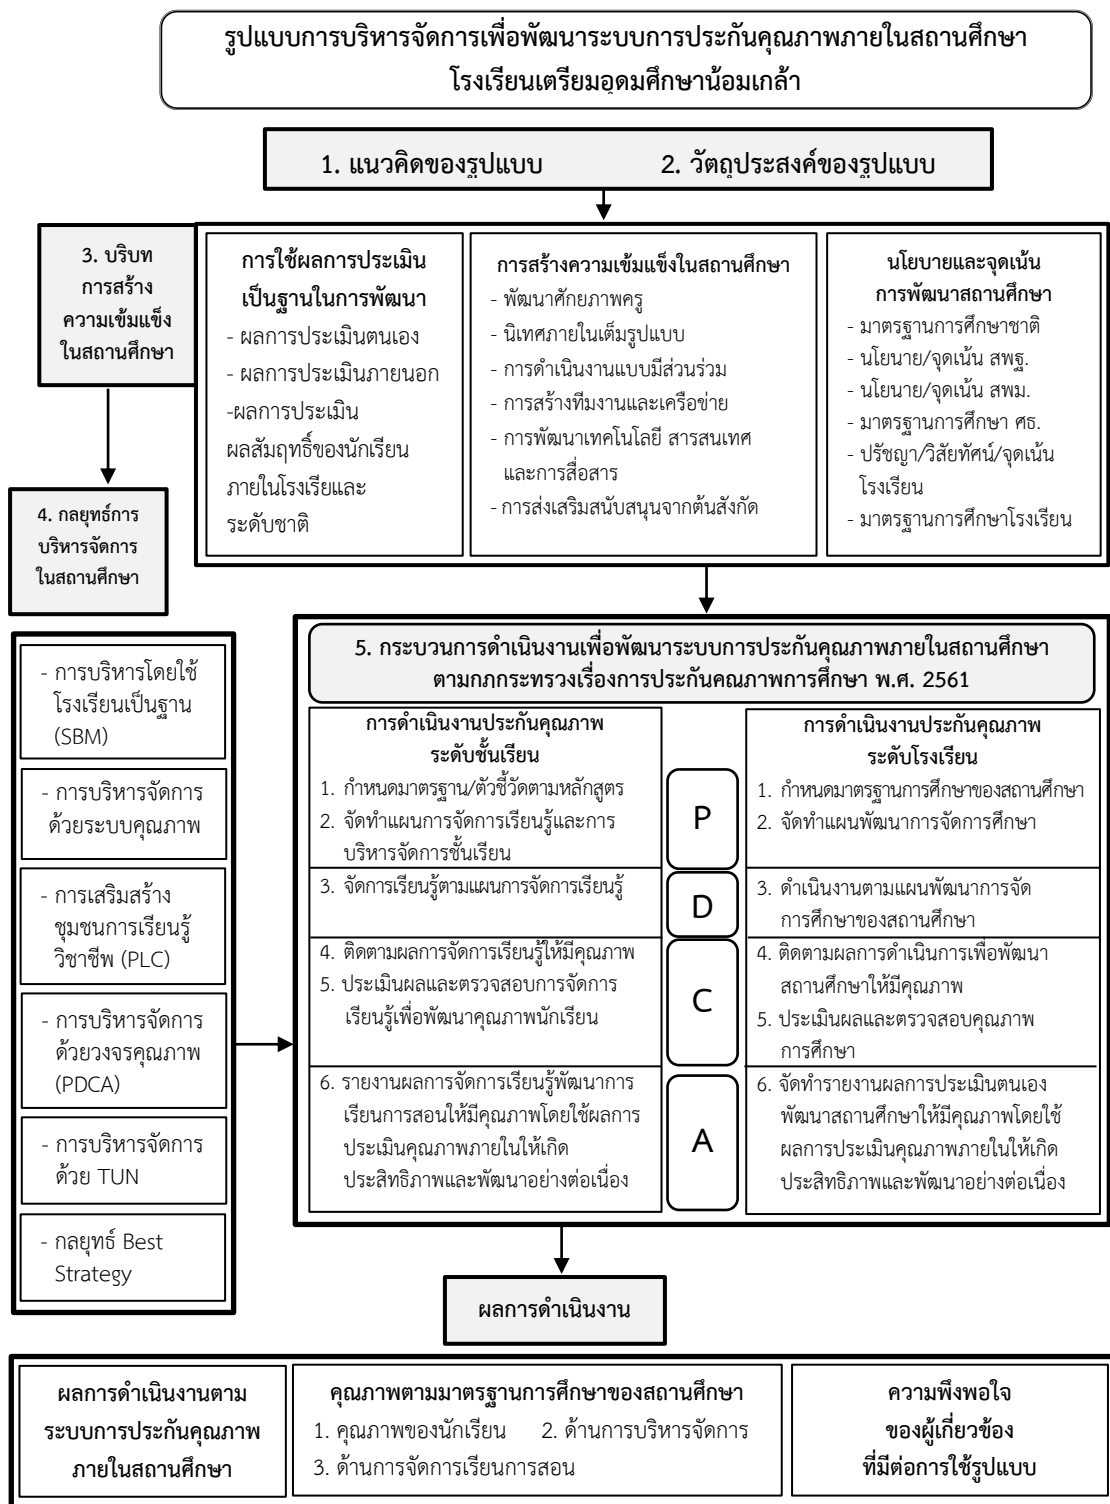 รูปแบบการบริหารจัดการเพื่อพัฒนาระบบการประกันคุณภาพภายในสถานศึกษา
โรงเรียนเตรียมอุดมศึกษาน้อมเกล้า
1. แนวคิดของรูปแบบ 2. วัตถุประสงค์ของรูปแบบ
3. บริบท
การสร้าง
ความเข้มแข็ง
ในสถานศึกษา
การใช้ผลการประเมิน
เป็นฐานในการพัฒนา
- ผลการประเมินตนเอง
- ผลการประเมินภายนอก
-ผลการประเมิน
ผลสัมฤทธิ์ของนักเรียน
ภายในโรงเรียและ
ระดับชาติ
การสร้างความเข้มแข็งในสถานศึกษา
- พัฒนาศักยภาพครู
- นิเทศภายในเต็มรูปแบบ
- การดำเนินงานแบบมีส่วนร่วม
- การสร้างทีมงานและเครือข่าย
- การพัฒนาเทคโนโลยี สารสนเทศ
และการสื่อสาร
- การส่งเสริมสนับสนุนจากต้นสังกัด
นโยบายและจุดเน้น
การพัฒนาสถานศึกษา
- มาตรฐานการศึกษาชาติ
- นโยนาย/จุดเน้น สพฐ.
- นโยนาย/จุดเน้น สพม.
- มาตรฐานการศึกษา ศธ.
- ปรัชญา/วิสัยทัศน์/จุดเน้น
โรงเรียน
- มาตรฐานการศึกษาโรงเรียน
4. กลยุทธ์การ
บริหารจัดการ
ในสถานศึกษา
- การบริหารโดยใช้
โรงเรียนเป็นฐาน
(SBM)
- การบริหารจัดการ
ด้วยระบบคุณภาพ
- การเสริมสร้าง
ชุมชนการเรียนรู้
วิชาชีพ (PLC)
- การบริหารจัดการ
ด้วยวงจรคุณภาพ
(PDCA)
- การบริหารจัดการ
ด้วย TUN
- กลยุทธ์ Best
Strategy
5. กระบวนการดำเนินงานเพื่อพัฒนาระบบการประกันคุณภาพภายในสถานศึกษา
ตามกฎกระทรวงเรื่องการประกันคุณภาพการศึกษา พ.ศ. 2561
การดำเนินงานประกันคุณภาพ
ระดับชั้นเรียน
1. กำหนดมาตรฐาน/ตัวชี้วัดตามหลักสูตร
2. จัดทำแผนการจัดการเรียนรู้และการ
บริหารจัดการชั้นเรียน
3. จัดการเรียนรู้ตามแผนการจัดการเรียนรู้
4. ติดตามผลการจัดการเรียนรู้ให้มีคุณภาพ
5. ประเมินผลและตรวจสอบการจัดการ
เรียนรู้เพื่อพัฒนาคุณภาพนักเรียน
6. รายงานผลการจัดการเรียนรู้พัฒนาการ
เรียนการสอนให้มีคุณภาพโดยใช้ผลการ
ประเมินคุณภาพภายในให้เกิด
ประสิทธิภาพและพัฒนาอย่างต่อเนื่อง
P
D
C
A
การดำเนินงานประกันคุณภาพ
ระดับโรงเรียน
1. กำหนดมาตรฐานการศึกษาของสถานศึกษา
2. จัดทำแผนพัฒนาการจัดการศึกษา
3. ดำเนินงานตามแผนพัฒนาการจัด
การศึกษาของสถานศึกษา
4. ติดตามผลการดำเนินการเพื่อพัฒนา
สถานศึกษาให้มีคุณภาพ
5. ประเมินผลและตรวจสอบคุณภาพ
การศึกษา
6. จัดทำรายงานผลการประเมินตนเอง
พัฒนาสถานศึกษาให้มีคุณภาพโดยใช้
ผลการประเมินคุณภาพภายในให้เกิด
ประสิทธิภาพและพัฒนาอย่างต่อเนื่อง
ผลการดำเนินงาน
ผลการดำเนินงานตาม
ระบบการประกันคุณภาพ
ภายในสถานศึกษา
คุณภาพตามมาตรฐานการศึกษาของสถานศึกษา
1. คุณภาพของนักเรียน 2. ด้านการบริหารจัดการ
3. ด้านการจัดการเรียนการสอน
ความพึงพอใจ
ของผู้เกี่ยวข้อง
ที่มีต่อการใช้รูปแบบ